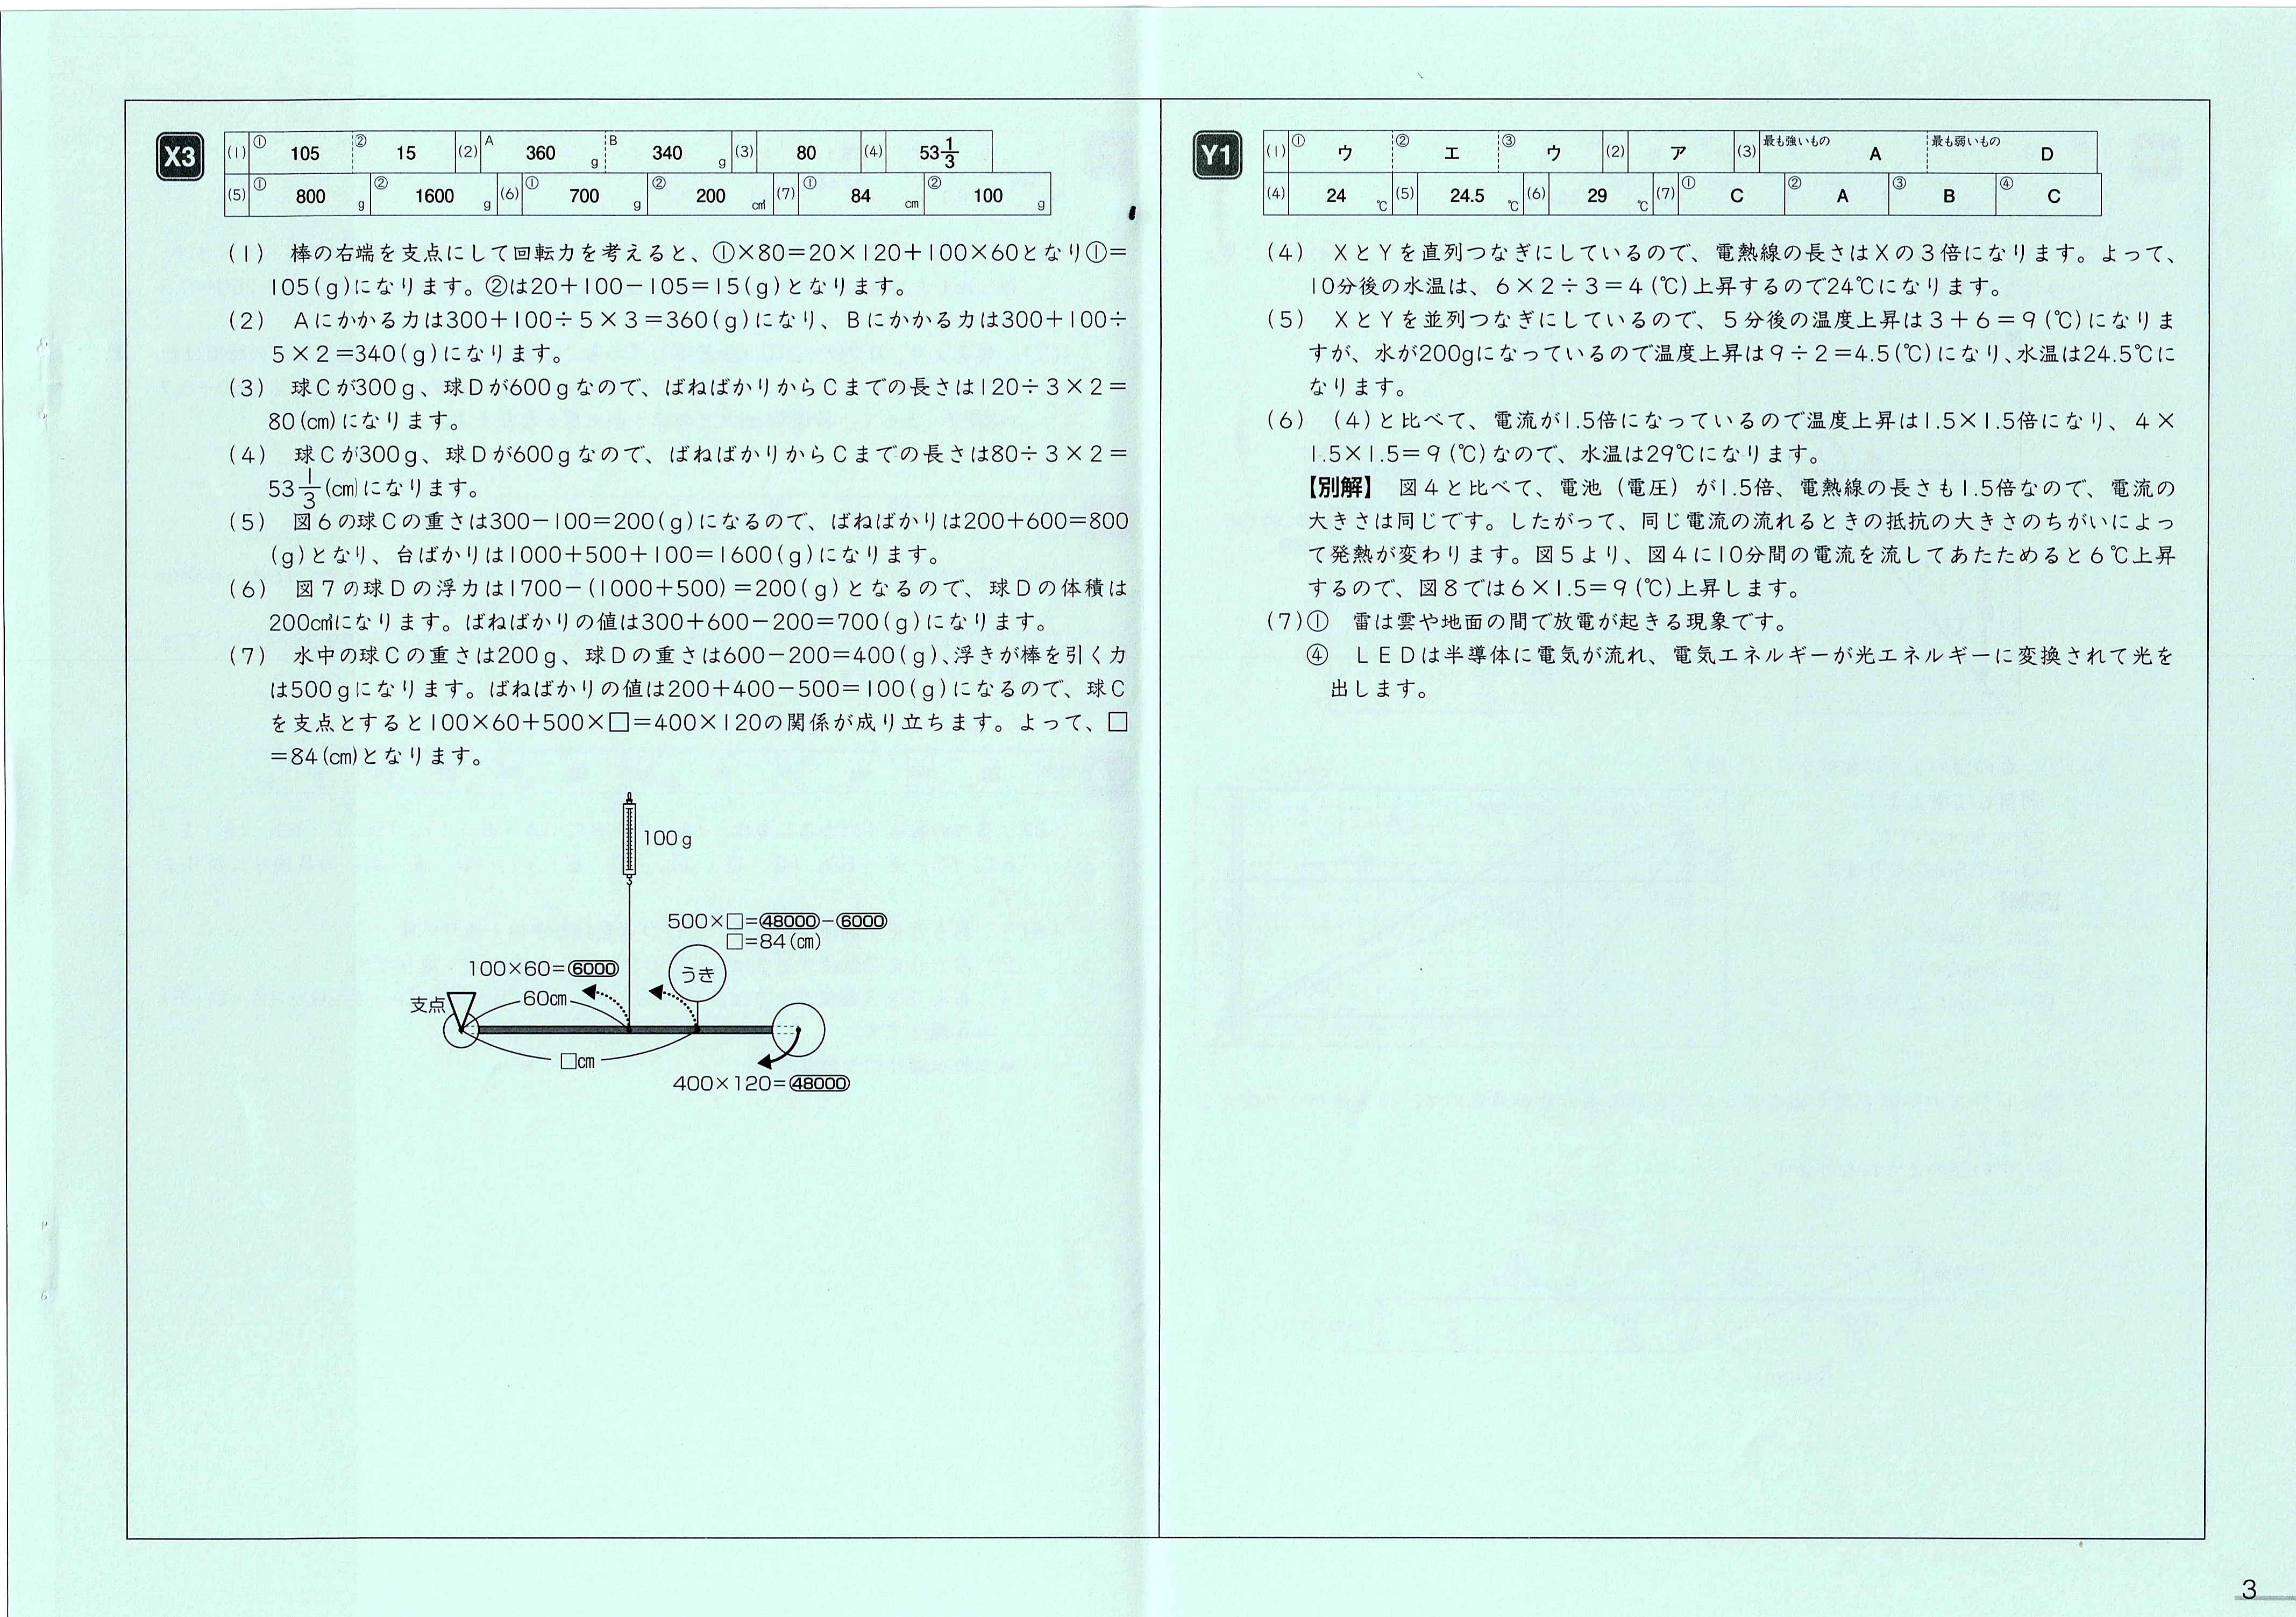 X3
(1) ① 105 ② 15 (2) A 360 g B 340 g (3) 80 (4) 53 1/3
(5) ① 800 g ② 1600 g (6) ① 700 g ② 200 ㎤ (7) ① 84 cm ② 100 g
(1) 棒の右端を支点にして回転力を考えると、①×80=20×120+100×60となり①=
105(g)になります。②は20+100-105=15(g)となります。
(2) Aにかかる力は300+100÷5×3=360(g)になり、Bにかかる力は300+100÷
5×2=340(g)になります。
(3) 球Cが300g、球Dが600gなので、ばねばかりからCまでの長さは120÷3×2=
80(cm)になります。
(4) 球Cが300g、球Dが600gなので、ばねばかりからCまでの長さは80÷3×2=
53 1/3(cm)になります。
(5) 図6の球Cの重さは300-100=200(g)になるので、ばねばかりは200+600=800
(g)となり、台ばかりは1000+500+100=1600(g)になります。
(6) 図7の球Dの浮力は1700-(1000+500)=200(g)となるので、球Dの体積は
200㎤になります。ばねばかりの値は300+600-200=700(g)になります。
(7) 水中の球Cの重さは200g、球Dの重さは600-200=400(g)、浮きが棒を引く力
は500gになります。ばねばかりの値は200+400-500=100(g)になるので、球C
を支点とすると100×60+500×□=400×120の関係が成り立ちます。よって、□
=84(cm)となります。
100g
500×□=48000-6000
□=84(cm)
100×60=6000
うき
支点
60cm
□cm
400×120=48000
Y1
(1) ① ウ ② エ ③ ウ (2) ア (3) 最も強いもの A 最も弱いもの D
(4) 24 ℃ (5) 24.5 ℃ (6) 29 ℃ (7) ① C ② A ③ B ④ C
(4) XとYを直列つなぎにしているので、電熱線の長さはXの3倍になります。よって、
10分後の水温は、6×2÷3=4(℃)上昇するので24℃になります。
(5) XとYを並列つなぎにしているので、5分後の温度上昇は3+6=9(℃)になりま
すが、水が200gになっているので温度上昇は9÷2=4.5(℃)になり、水温は24.5℃に
なります。
(6) (4)と比べて、電流が1.5倍になっているので温度上昇は1.5×1.5倍になり、4×
1.5×1.5=9(℃)なので、水温は29℃になります。
【別解】 図4と比べて、電池(電圧)が1.5倍、電熱線の長さも1.5倍なので、電流の
大きさは同じです。したがって、同じ電流の流れるときの抵抗の大きさのちがいによっ
て発熱が変わります。図5より、図4に10分間の電流を流してあたためると6℃上昇
するので、図8では6×1.5=9(℃)上昇します。
(7)① 雷は雲や地面の間で放電が起きる現象です。
④ LEDは半導体に電気が流れ、電気エネルギーが光エネルギーに変換されて光を
出します。
3